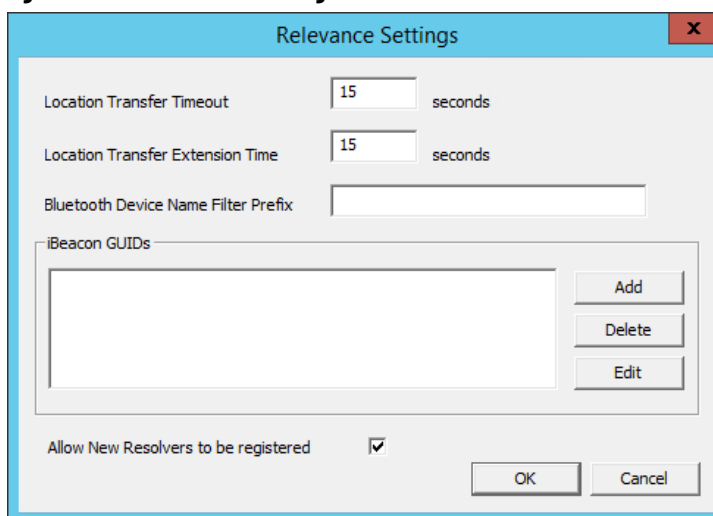 Relevance Settings
x
Location Transfer Timeout 15 seconds
Location Transfer Extension Time 15 seconds
Bluetooth Device Name Filter Prefix
iBeacon GUIDs
Add
Delete
Edit
Allow New Resolvers to be registered
OK Cancel